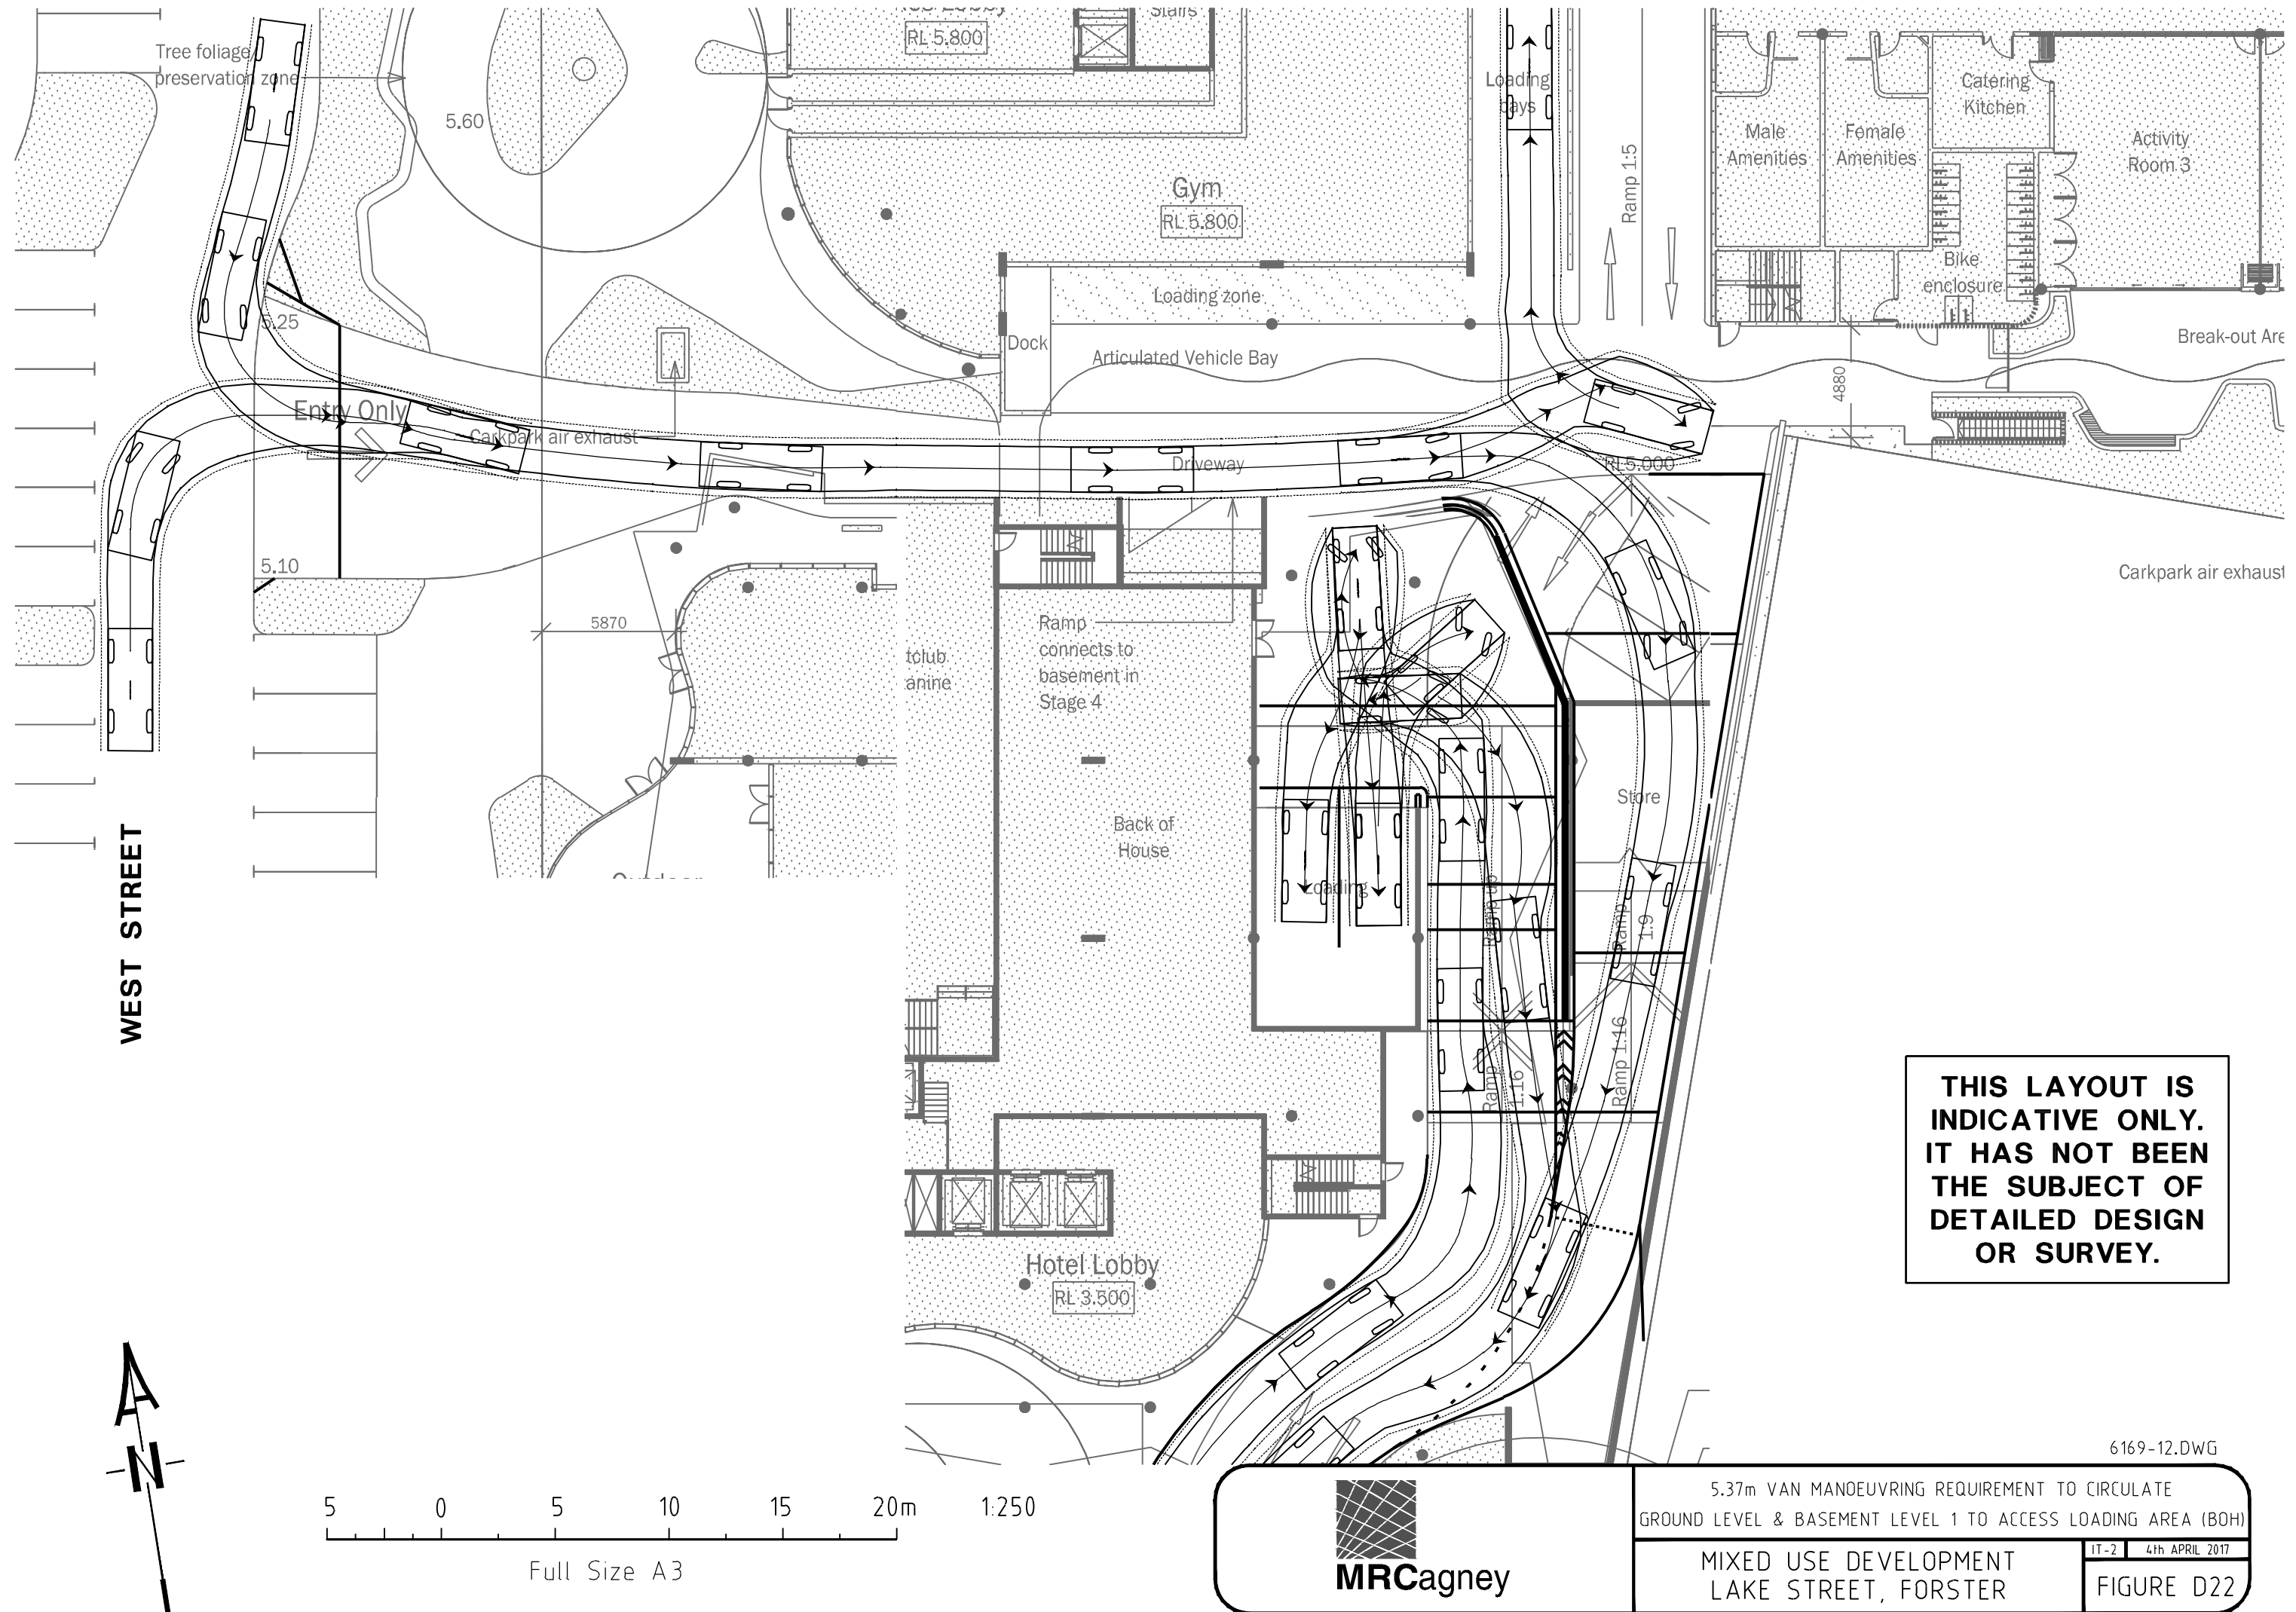 Stairs
RL 5.800
Tree foliage
preservation zone
5.60
Loading
bays
Ramp 1:5
Catering
Kitchen
Male
Amenities
Female
Amenities
Activity
Room 3
Gym
RL 5.800
Bike
enclosure
Loading zone
5.25
Dock
Articulated Vehicle Bay
Break-out Are
4880
Entry Only
Carkpark air exhaust
Driveway
RL5.000
5.10
Carkpark air exhaust
5870
Ramp
connects to
basement in
Stage 4
tclub
anine
Store
Back of
House
Loading
Ramp up
Ramp
1:9
WEST STREET
Ramp
1:16
Ramp 1:16
THIS LAYOUT IS
INDICATIVE ONLY.
IT HAS NOT BEEN
THE SUBJECT OF
DETAILED DESIGN
OR SURVEY.
Hotel Lobby
RL 3.500
N
6169-12.DWG
5 0 5 10 15 20m 1:250
Full Size A3
MRCagney
5.37m VAN MANOEUVRING REQUIREMENT TO CIRCULATE
GROUND LEVEL & BASEMENT LEVEL 1 TO ACCESS LOADING AREA (BOH)
MIXED USE DEVELOPMENT
LAKE STREET, FORSTER
IT-2 4th APRIL 2017
FIGURE D22